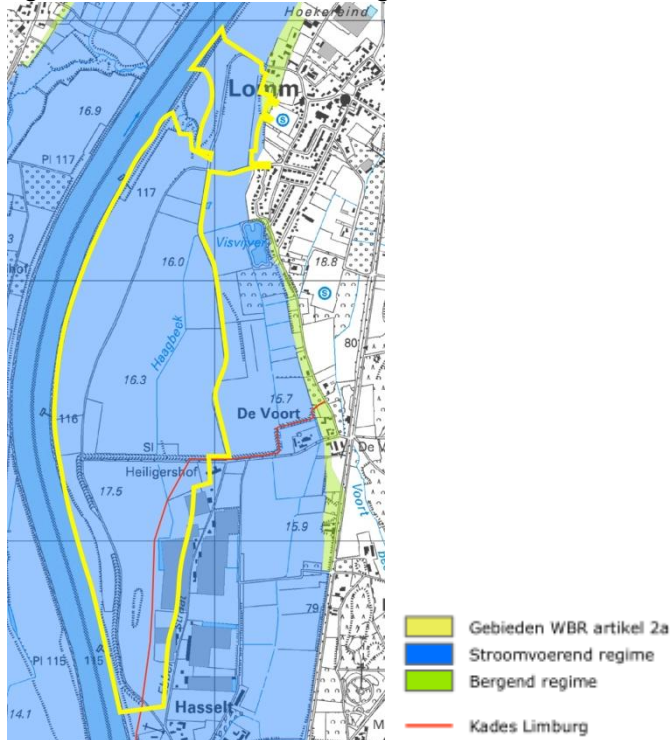 Hoekereind
Lomm
16.9
S
Pl 117
117
Visvijver
16.0
16.8
S
Haagbeek
80
16.3
15.7
De Voort
116
Sl
Heiligershof
17.5
Voort
15.9
79
Pl 115
115
Hasselt
14.1
Gebieden WBR artikel 2a
Stroomvoerend regime
Bergend regime
Kades Limburg